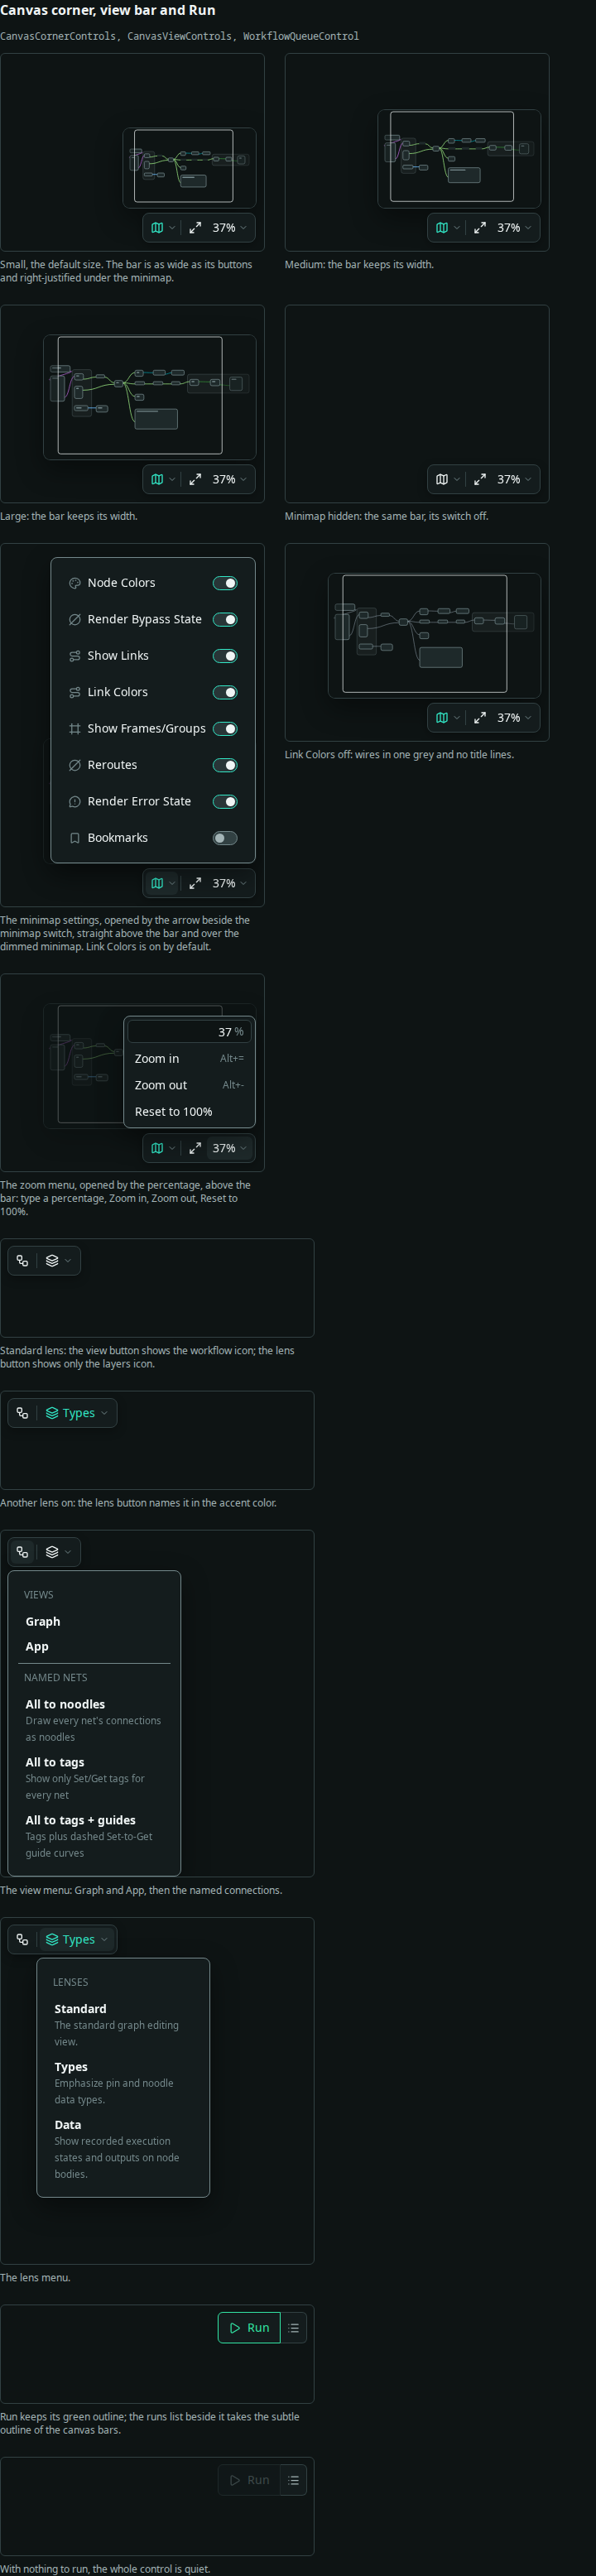 Canvas corner, view bar and Run
CanvasCornerControls, CanvasViewControls, WorkflowQueueControl
37%
Small, the default size. The bar is as wide as its buttons
and right-justified under the minimap.
37%
Medium: the bar keeps its width.
37%
Large: the bar keeps its width.
37%
Minimap hidden: the same bar, its switch off.
Node Colors
Render Bypass State
Show Links
Link Colors
Show Frames/Groups
Reroutes
Render Error State
Bookmarks
37%
The minimap settings, opened by the arrow beside the
minimap switch, straight above the bar and over the
dimmed minimap. Link Colors is on by default.
37%
Link Colors off: wires in one grey and no title lines.
37 %
Zoom in Alt+=
Zoom out Alt+-
Reset to 100%
37%
The zoom menu, opened by the percentage, above the
bar: type a percentage, Zoom in, Zoom out, Reset to
100%.
Standard lens: the view button shows the workflow icon; the lens
button shows only the layers icon.
Types
Another lens on: the lens button names it in the accent color.
VIEWS
Graph
App
NAMED NETS
All to noodles
Draw every net's connections
as noodles
All to tags
Show only Set/Get tags for
every net
All to tags + guides
Tags plus dashed Set-to-Get
guide curves
The view menu: Graph and App, then the named connections.
Types
LENSES
Standard
The standard graph editing
view.
Types
Emphasize pin and noodle
data types.
Data
Show recorded execution
states and outputs on node
bodies.
The lens menu.
Run
Run keeps its green outline; the runs list beside it takes the subtle
outline of the canvas bars.
Run
With nothing to run, the whole control is quiet.